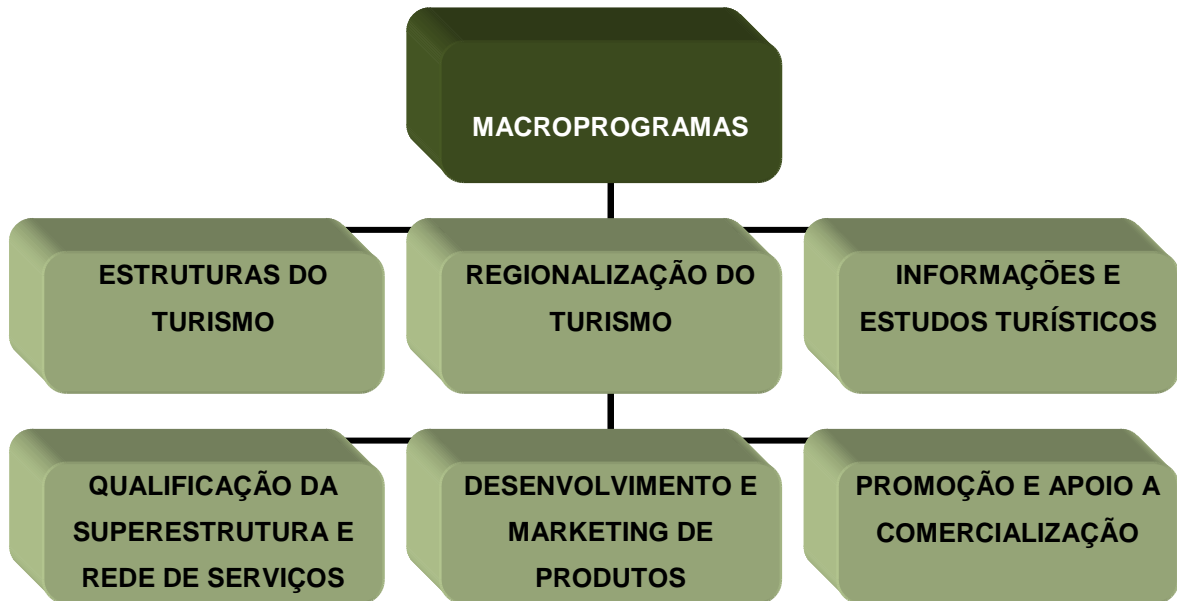 MACROPROGRAMAS
ESTRUTURAS DO
TURISMO
REGIONALIZAÇÃO DO
TURISMO
INFORMAÇÕES E
ESTUDOS TURÍSTICOS
QUALIFICAÇÃO DA
SUPERESTRUTURA E
REDE DE SERVIÇOS
DESENVOLVIMENTO E
MARKETING DE
PRODUTOS
PROMOÇÃO E APOIO A
COMERCIALIZAÇÃO